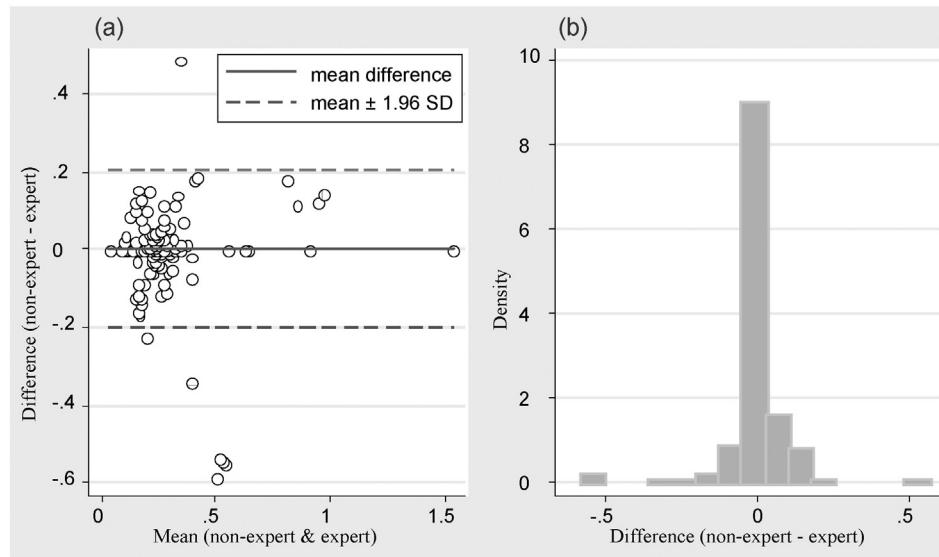 (a)
mean difference
mean ± 1.96 SD
Difference (non-expert - expert)
.4
.2
0
-.2
-.4
-.6
0
.5
1
1.5
Mean (non-expert & expert)
(b)
Density
10
8
6
4
2
0
-.5
0
0.5
Difference (non-expert - expert)